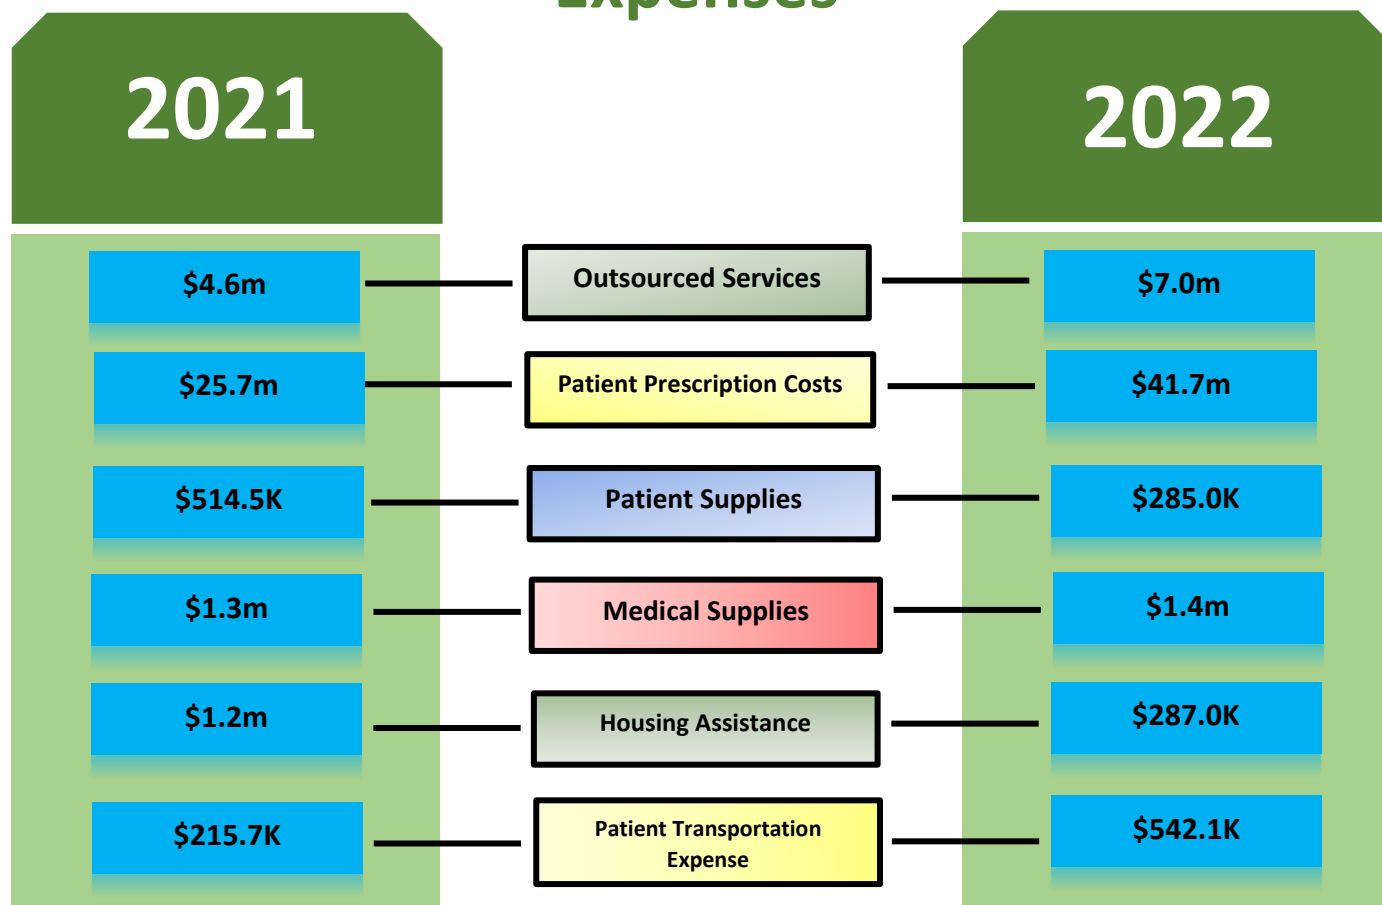 Expenses
2021
2022
$4.6m
Outsourced Services
$7.0m
$25.7m
Patient Prescription Costs
$41.7m
$514.5K
Patient Supplies
$285.0K
$1.3m
Medical Supplies
$1.4m
$1.2m
Housing Assistance
$287.0K
$215.7K
Patient Transportation
Expense
$542.1K